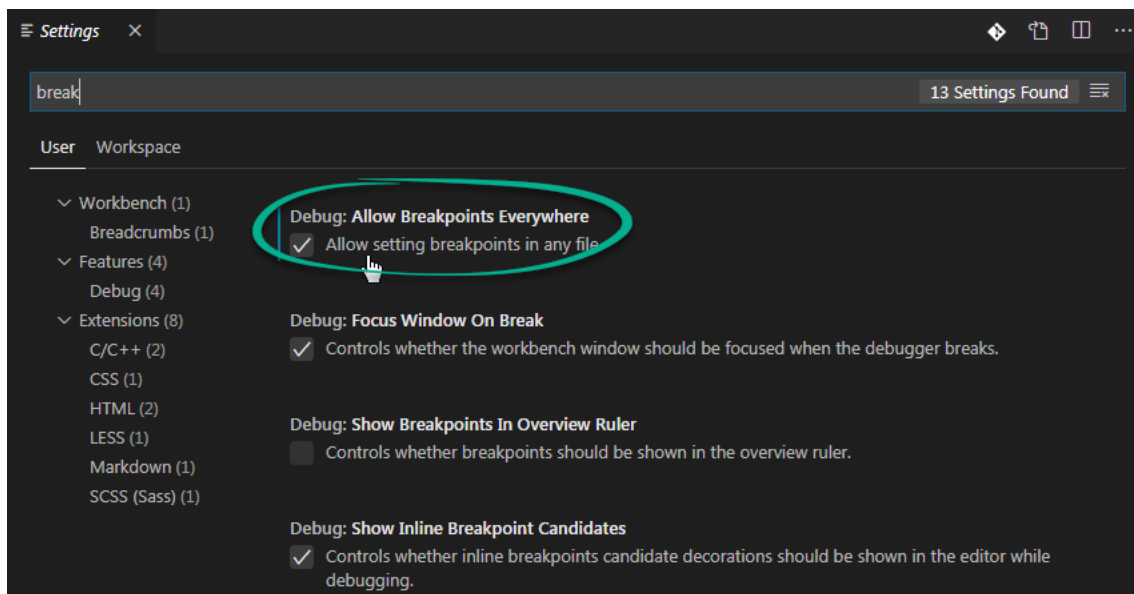 Settings
break
13 Settings Found
User Workspace
Workbench (1)
Breadcrumbs (1)
Features (4)
Debug (4)
Extensions (8)
C/C++ (2)
CSS (1)
HTML (2)
LESS (1)
Markdown (1)
SCSS (Sass) (1)
Debug: Allow Breakpoints Everywhere
Allow setting breakpoints in any file
Debug: Focus Window On Break
Controls whether the workbench window should be focused when the debugger breaks.
Debug: Show Breakpoints In Overview Ruler
Controls whether breakpoints should be shown in the overview ruler.
Debug: Show Inline Breakpoint Candidates
Controls whether inline breakpoints candidate decorations should be shown in the editor while
debugging.